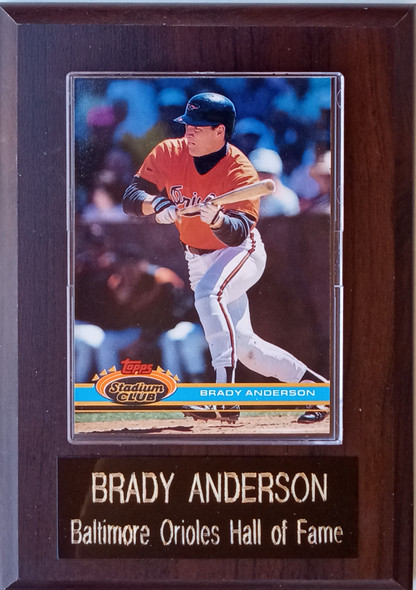 Orioles
Topps
Stadium
CLUB
BRADY ANDERSON
BRADY ANDERSON
Baltimore Orioles Hall of Fame